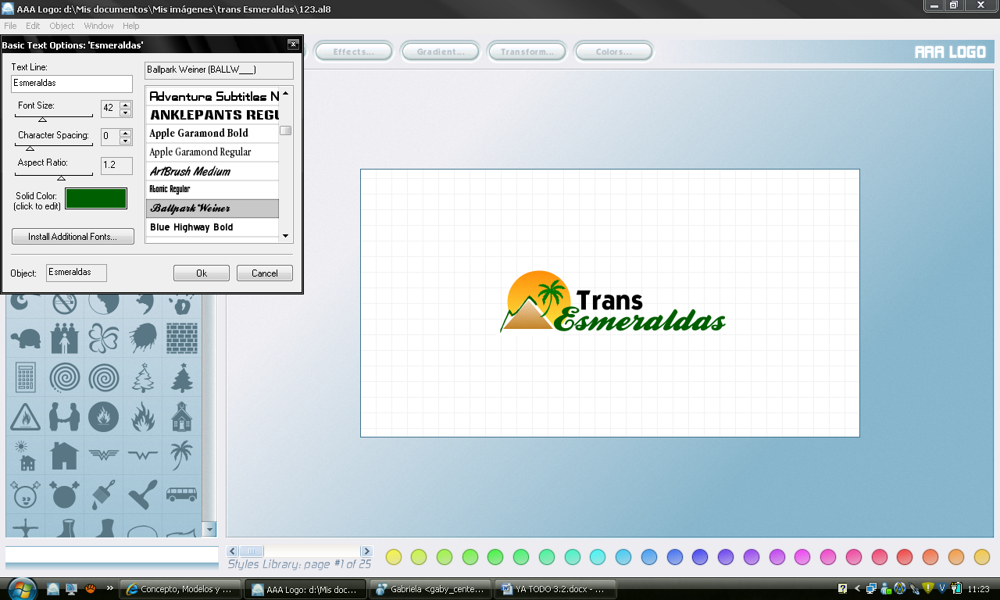 AAA Logo: d:\Mis documentos\Mis imágenes\trans Esmeraldas\123.al8
File Edit Object Window Help
Basic Text Options: 'Esmeraldas'
Text Line:
Esmeraldas
Font Size:
42
Character Spacing:
0
Aspect Ratio:
1.2
Solid Color:
(click to edit)
Install Additional Fonts...
Ballpark Weiner (BALLW___)
Adventure Subtitles N
ANKLEPANTS REGU
Apple Garamond Bold
Apple Garamond Regular
ArtBrush Medium
Atomic Regular
Ballpark Weiner
Blue Highway Bold
Object:
Esmeraldas
Ok
Cancel
Effects...
Gradient...
Transform...
Colors...
AAA LOGO
Trans
Esmeraldas
Styles Library: page #1 of 25
Concepto, Modelos y ...
AAA Logo: d:\Mis doc...
Gabriela <gaby_cente...
YA TODO 3.2.docx - ...
11:23